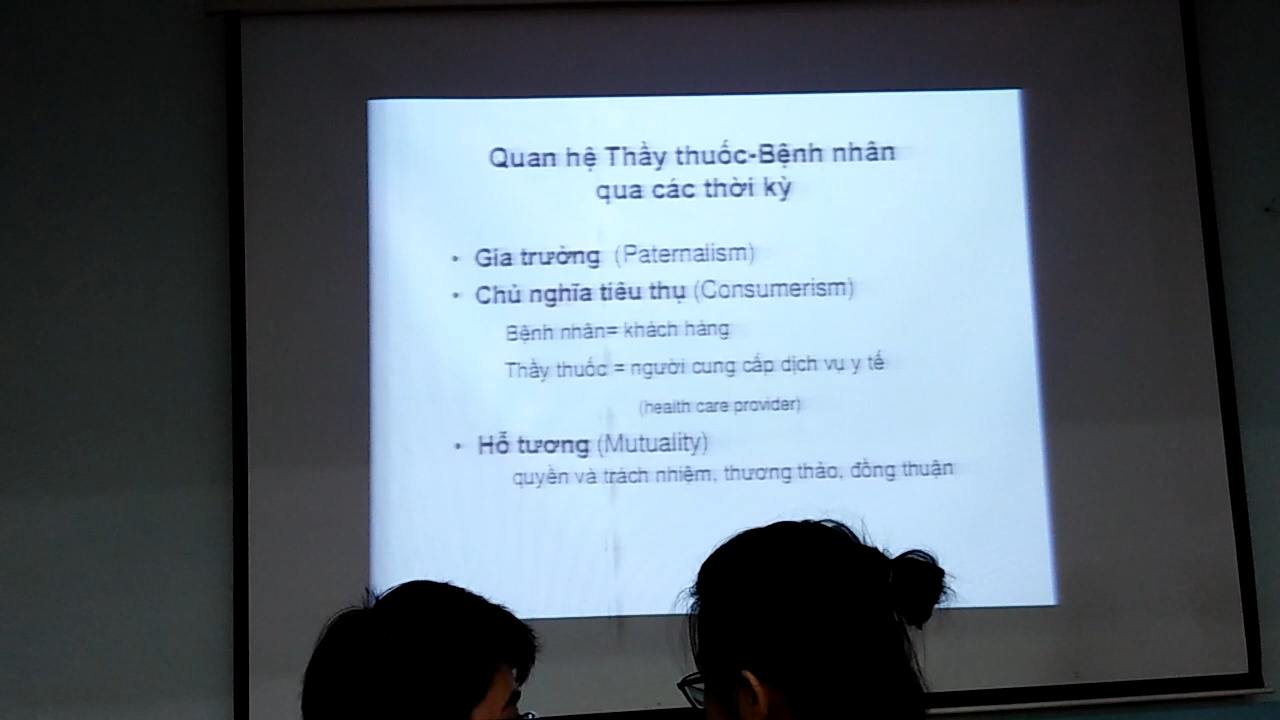 Quan hệ Thầy thuốc-Bệnh nhân
qua các thời kỳ
• Gia trưởng (Paternalism)
• Chủ nghĩa tiêu thụ (Consumerism)
Bệnh nhân= khách hàng
Thầy thuốc = người cung cấp dịch vụ y tế
(health care provider)
• Hỗ tương (Mutuality)
quyền và trách nhiệm, thương thảo, đồng thuận